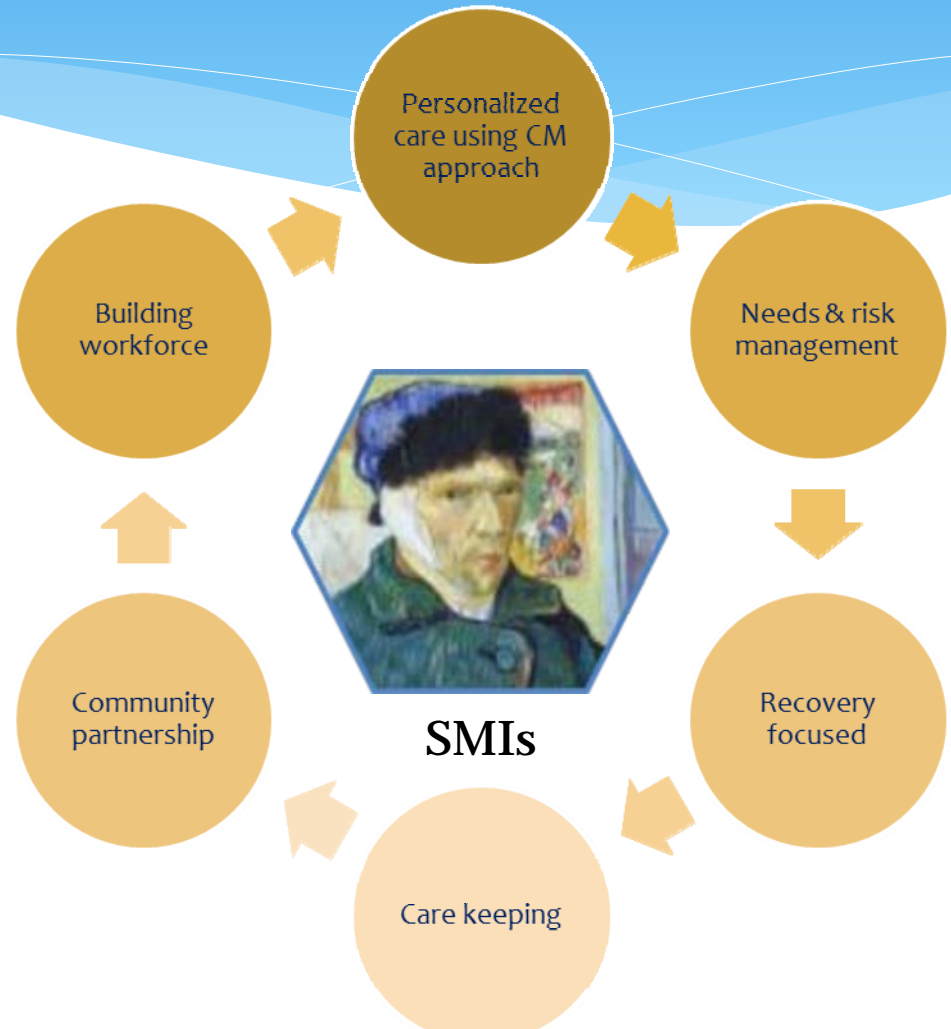 Personalized
care using CM
approach
Needs & risk
management
Recovery
focused
Care keeping
Community
partnership
Building
workforce
SMIs